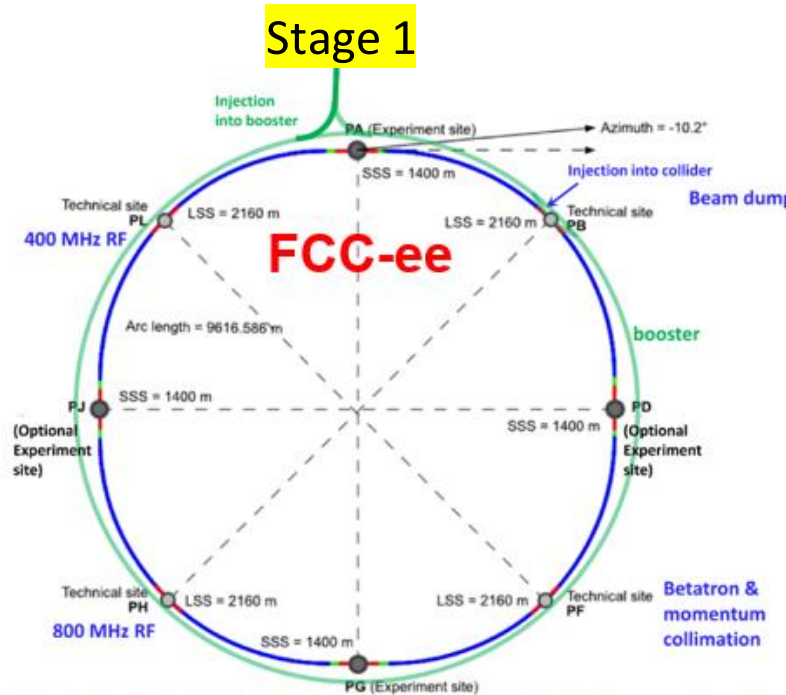 Stage 1
Injection
into booster
PA (Experiment site)
Azimuth = -10.2°
SSS = 1400 m
Injection into collider
Technical site
PL
LSS = 2160 m
LSS = 2160 m
Technical site
PB
Beam dump
400 MHz RF
FCC-ee
Arc length = 9616.586 m
booster
PJ
SSS = 1400 m
PD
SSS = 1400 m
(Optional
Experiment
site)
(Optional
Experiment
site)
Technical site
PH
LSS = 2160 m
LSS = 2160 m
Technical site
PF
Betatron &
momentum
collimation
800 MHz RF
SSS = 1400 m
PG (Experiment site)